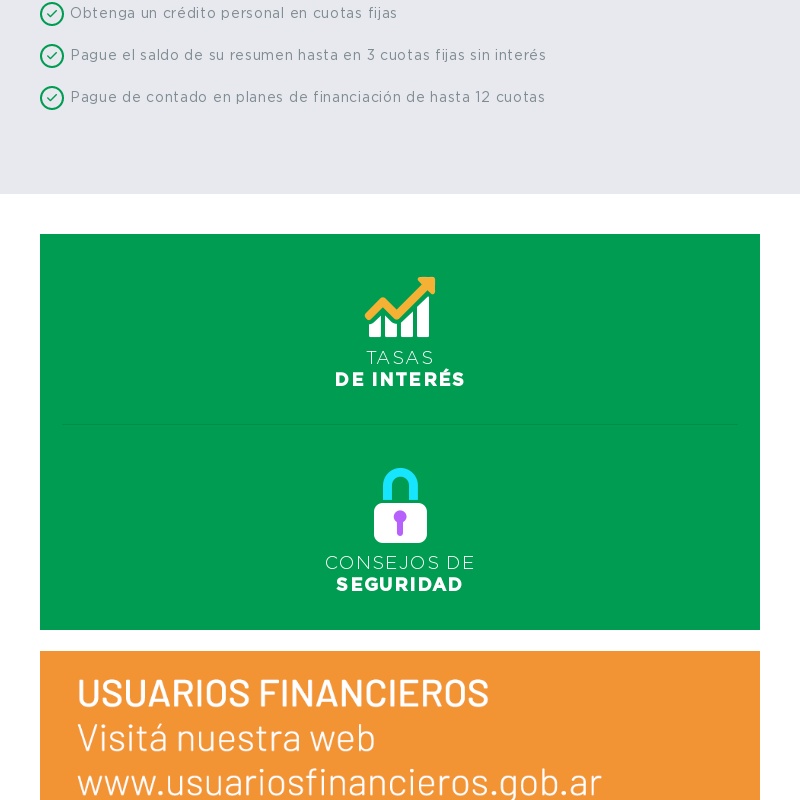 Obtenga un crédito personal en cuotas fijas
Pague el saldo de su resumen hasta en 3 cuotas fijas sin interés
Pague de contado en planes de financiación de hasta 12 cuotas
TASAS
DE INTERÉS
CONSEJOS DE
SEGURIDAD
USUARIOS FINANCIEROS
Visitá nuestra web
www.usuariosfinancieros.gob.ar